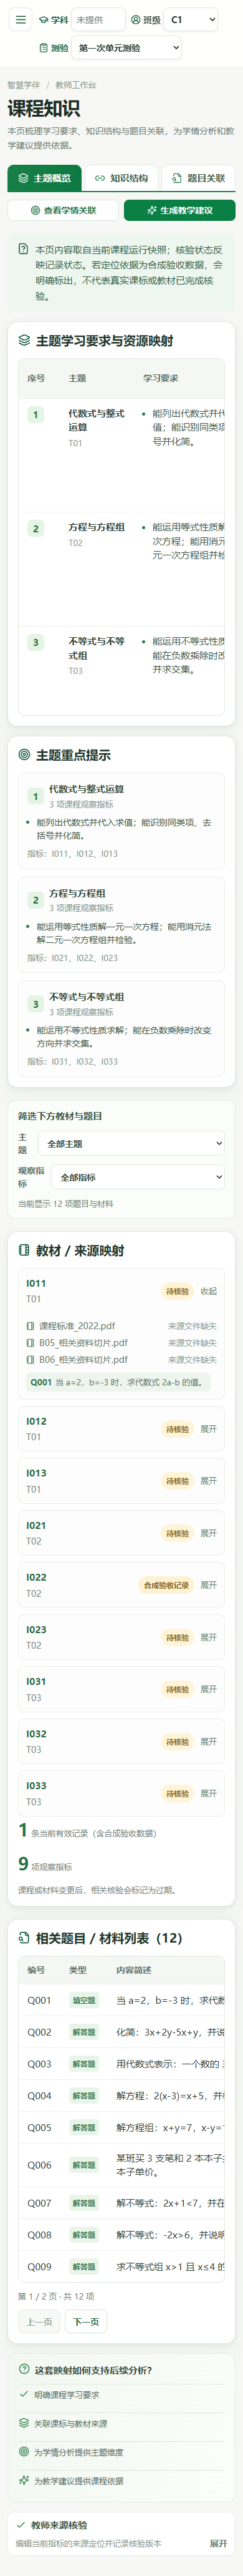 学科 未提供 班级 C1
测验 第一次单元测验
智慧学伴 / 教师工作台
课程知识
本页梳理学习要求、知识结构与题目关联，为学情分析和教学建议提供依据。
主题概览 知识结构 题目关联
查看学情关联 生成教学建议
本页内容取自当前课程运行快照；核验状态反映记录状态。若定位依据为合成验收数据，会明确标出，不代表真实课标或教材已完成核验。
主题学习要求与资源映射
序号 主题 学习要求
1 代数式与整式运算 T01
能列出代数式并代
值；能识别同类项
号并化简。
2 方程与方程组 T02
能运用等式性质解
次方程；能用消元
元一次方程组并检
3 不等式与不等式组 T03
能运用不等式性质
能在负数乘除时改
并求交集。
主题重点提示
1 代数式与整式运算
3 项课程观察指标
能列出代数式并代入求值；能识别同类项、去括号并化简。
指标：I011、I012、I013
2 方程与方程组
3 项课程观察指标
能运用等式性质解一元一次方程；能用消元法解二元一次方程组并检验。
指标：I021、I022、I023
3 不等式与不等式组
3 项课程观察指标
能运用不等式性质求解；能在负数乘除时改变方向并求交集。
指标：I031、I032、I033
筛选下方教材与题目
主题 全部主题
观察指标 全部指标
当前显示 12 项题目与材料
教材 / 来源映射
I011 T01 待核验 收起
课程标准_2022.pdf 来源文件缺失
B05_相关资料切片.pdf 来源文件缺失
B06_相关资料切片.pdf 来源文件缺失
Q001 当 a=2，b=-3 时，求代数式 2a-b 的值。
I012 T01 待核验 展开
I013 T01 待核验 展开
I021 T02 待核验 展开
I022 T02 合成验收记录 展开
I023 T02 待核验 展开
I031 T03 待核验 展开
I032 T03 待核验 展开
I033 T03 待核验 展开
1 条当前有效记录（含合成验收数据）
9 项观察指标
课程或材料变更后，相关核验会标记为过期。
相关题目 / 材料列表（12）
编号 类型 内容简述
Q001 填空题 当 a=2，b=-3 时，求代数
Q002 解答题 化简：3x+2y-5x+y，并说
Q003 解答题 用代数式表示：一个数的 3
Q004 解答题 解方程：2(x-3)=x+5，并
Q005 解答题 解方程组：x+y=7，x-y=
Q006 解答题 某班买 3 支笔和 2 本本子
本子单价。
Q007 解答题 解不等式：2x+1<7，并在
Q008 解答题 解不等式：-2x>6，并说明
Q009 解答题 求不等式组 x>1 且 x≤4 的
第 1 / 2 页 · 共 12 项
上一页 下一页
这套映射如何支持后续分析？
明确课程学习要求
关联课标与教材来源
为学情分析提供主题维度
为教学建议提供课程依据
教师来源核验
编辑当前指标的来源定位并记录核验版本 展开